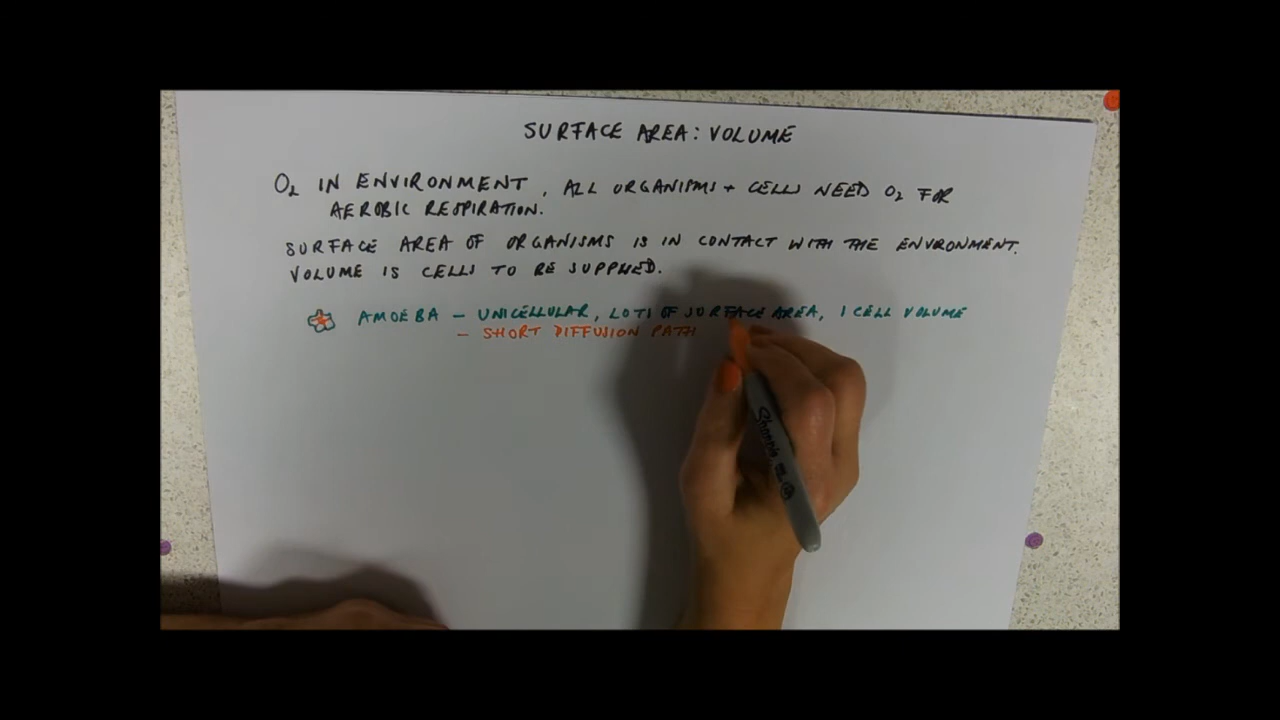 SURFACE AREA : VOLUME
O2 IN ENVIRONMENT, ALL ORGANISMS + CELLS NEED O2 FOR
AEROBIC RESPIRATION.
SURFACE AREA OF ORGANISMS IS IN CONTACT WITH THE ENVIRONMENT.
VOLUME IS CELLS TO BE SUPPLIED.
AMOEBA – UNICELLULAR, LOTS OF SURFACE AREA, 1 CELL VOLUME
– SHORT DIFFUSION PATH
Sharpie